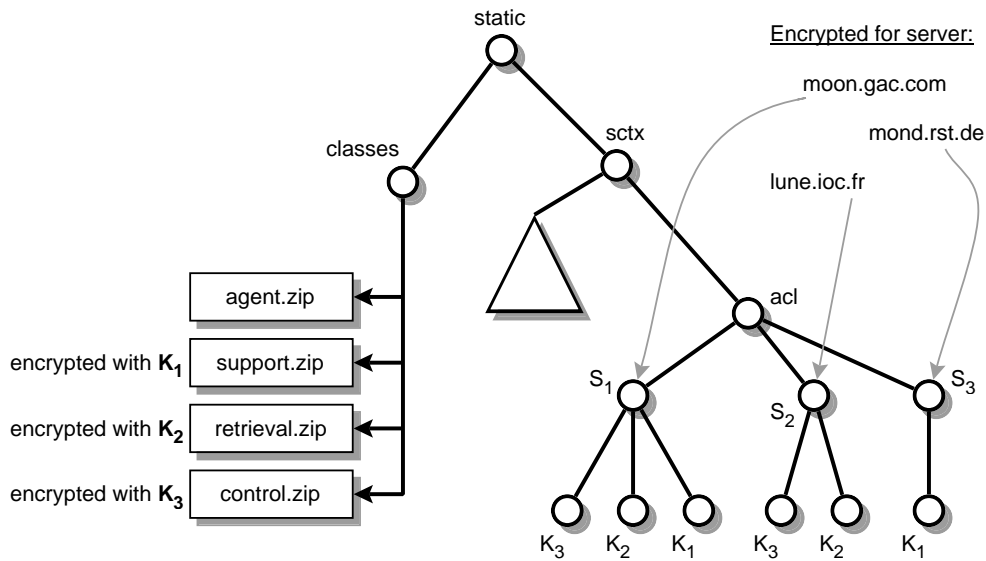 static
Encrypted for server:
moon.gac.com
mond.rst.de
sctx
classes
lune.ioc.fr
agent.zip
acl
encrypted with K1
support.zip
S1
S2
S3
encrypted with K2
retrieval.zip
encrypted with K3
control.zip
K3
K2
K1
K3
K2
K1